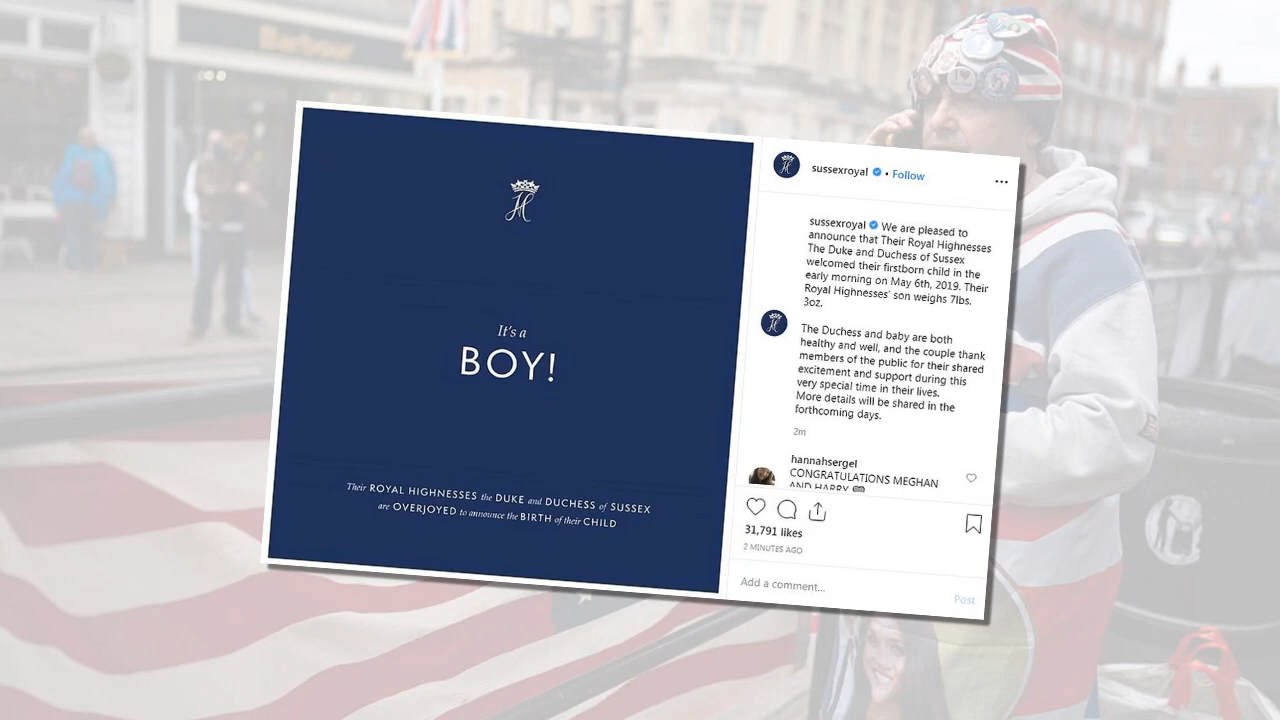 Barbour
It's a
BOY!
Their ROYAL HIGHNESSES the DUKE and DUCHESS of SUSSEX
are OVERJOYED to announce the BIRTH of their CHILD
sussexroyal • Follow
sussexroyal We are pleased to
announce that Their Royal Highnesses
The Duke and Duchess of Sussex
welcomed their firstborn child in the
early morning on May 6th, 2019. Their
Royal Highnesses' son weighs 7lbs.
3oz.
The Duchess and baby are both
healthy and well, and the couple thank
members of the public for their shared
excitement and support during this
very special time in their lives.
More details will be shared in the
forthcoming days.
2m
hannahsergel
CONGRATULATIONS MEGHAN
AND HARRY
31,791 likes
2 MINUTES AGO
Add a comment...
Post